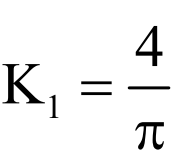 K₁ = 4/π